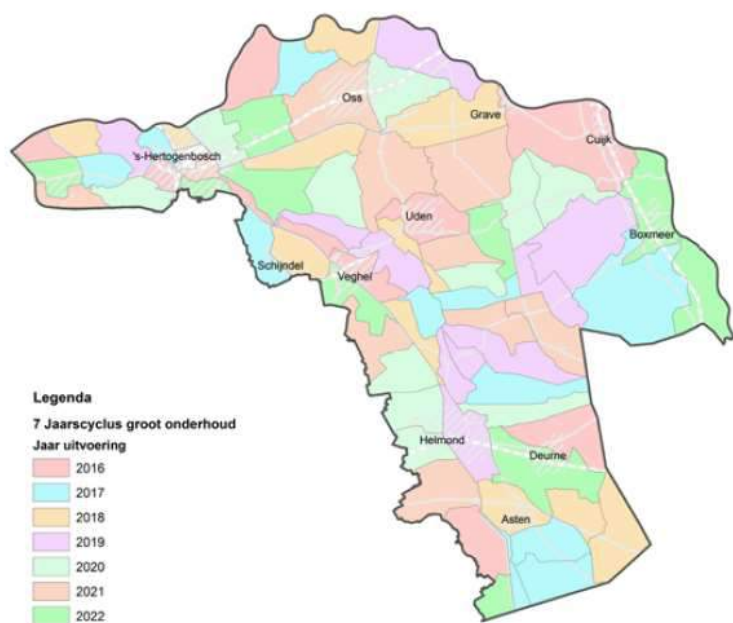 Oss
Grave
Cuijk
's-Hertogenbosch
Uden
Boxmeer
Schijndel
Veghel
Legenda
7 Jaarscyclus groot onderhoud
Jaar uitvoering
2016
2017
2018
2019
2020
2021
2022
Helmond
Deurne
Asten